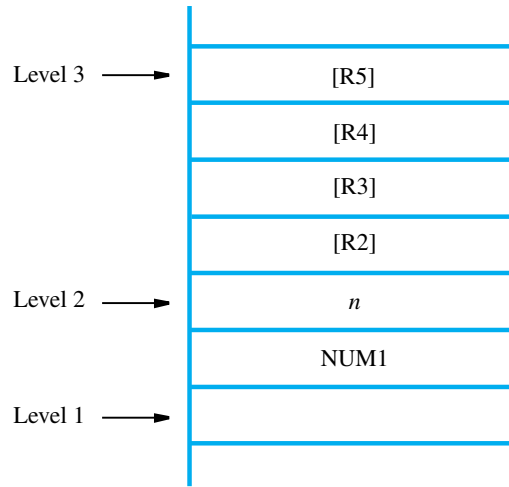 Level 3
[R5]
[R4]
[R3]
[R2]
Level 2
n
NUM1
Level 1